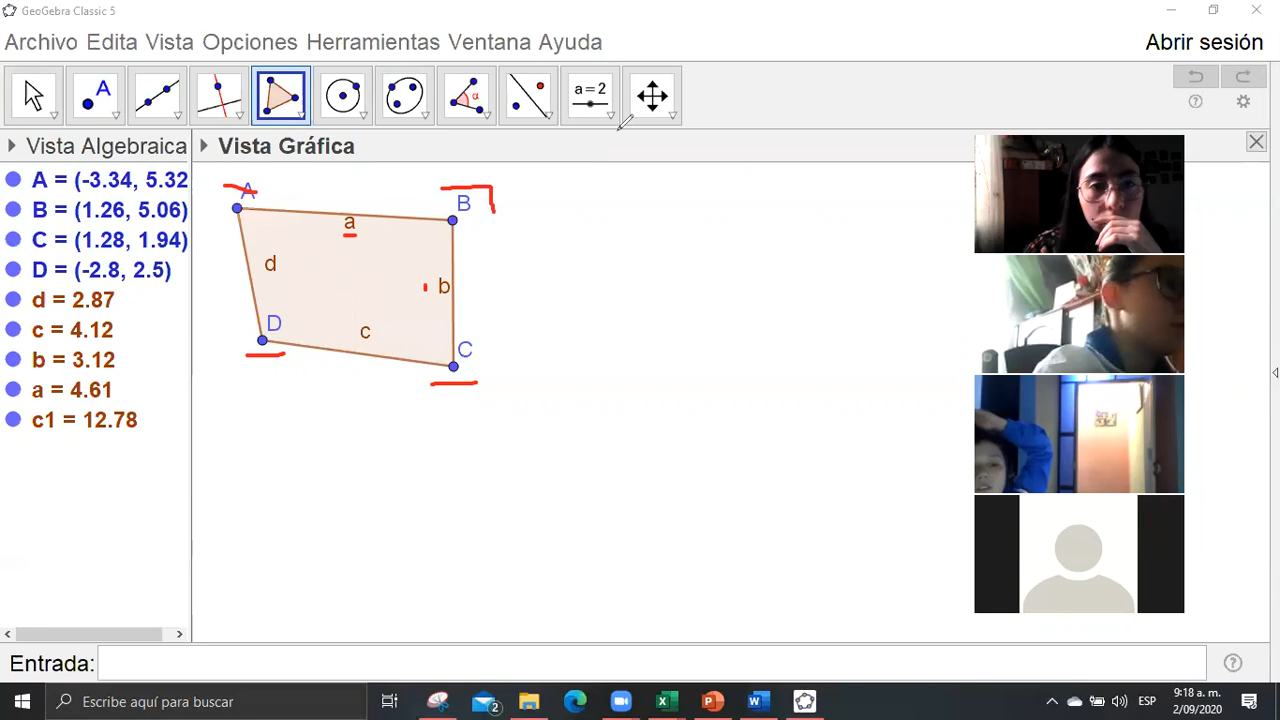 GeoGebra Classic 5
Archivo Edita Vista Opciones Herramientas Ventana Ayuda
Abrir sesión
A
α
a = 2
Vista Algebraica
Vista Gráfica
A = (-3.34, 5.32
B = (1.26, 5.06)
C = (1.28, 1.94)
D = (-2.8, 2.5)
d = 2.87
c = 4.12
b = 3.12
a = 4.61
c1 = 12.78
A
B
a
d
b
D
c
C
Entrada:
Escribe aquí para buscar
2
ESP
9:18 a. m.
2/09/2020